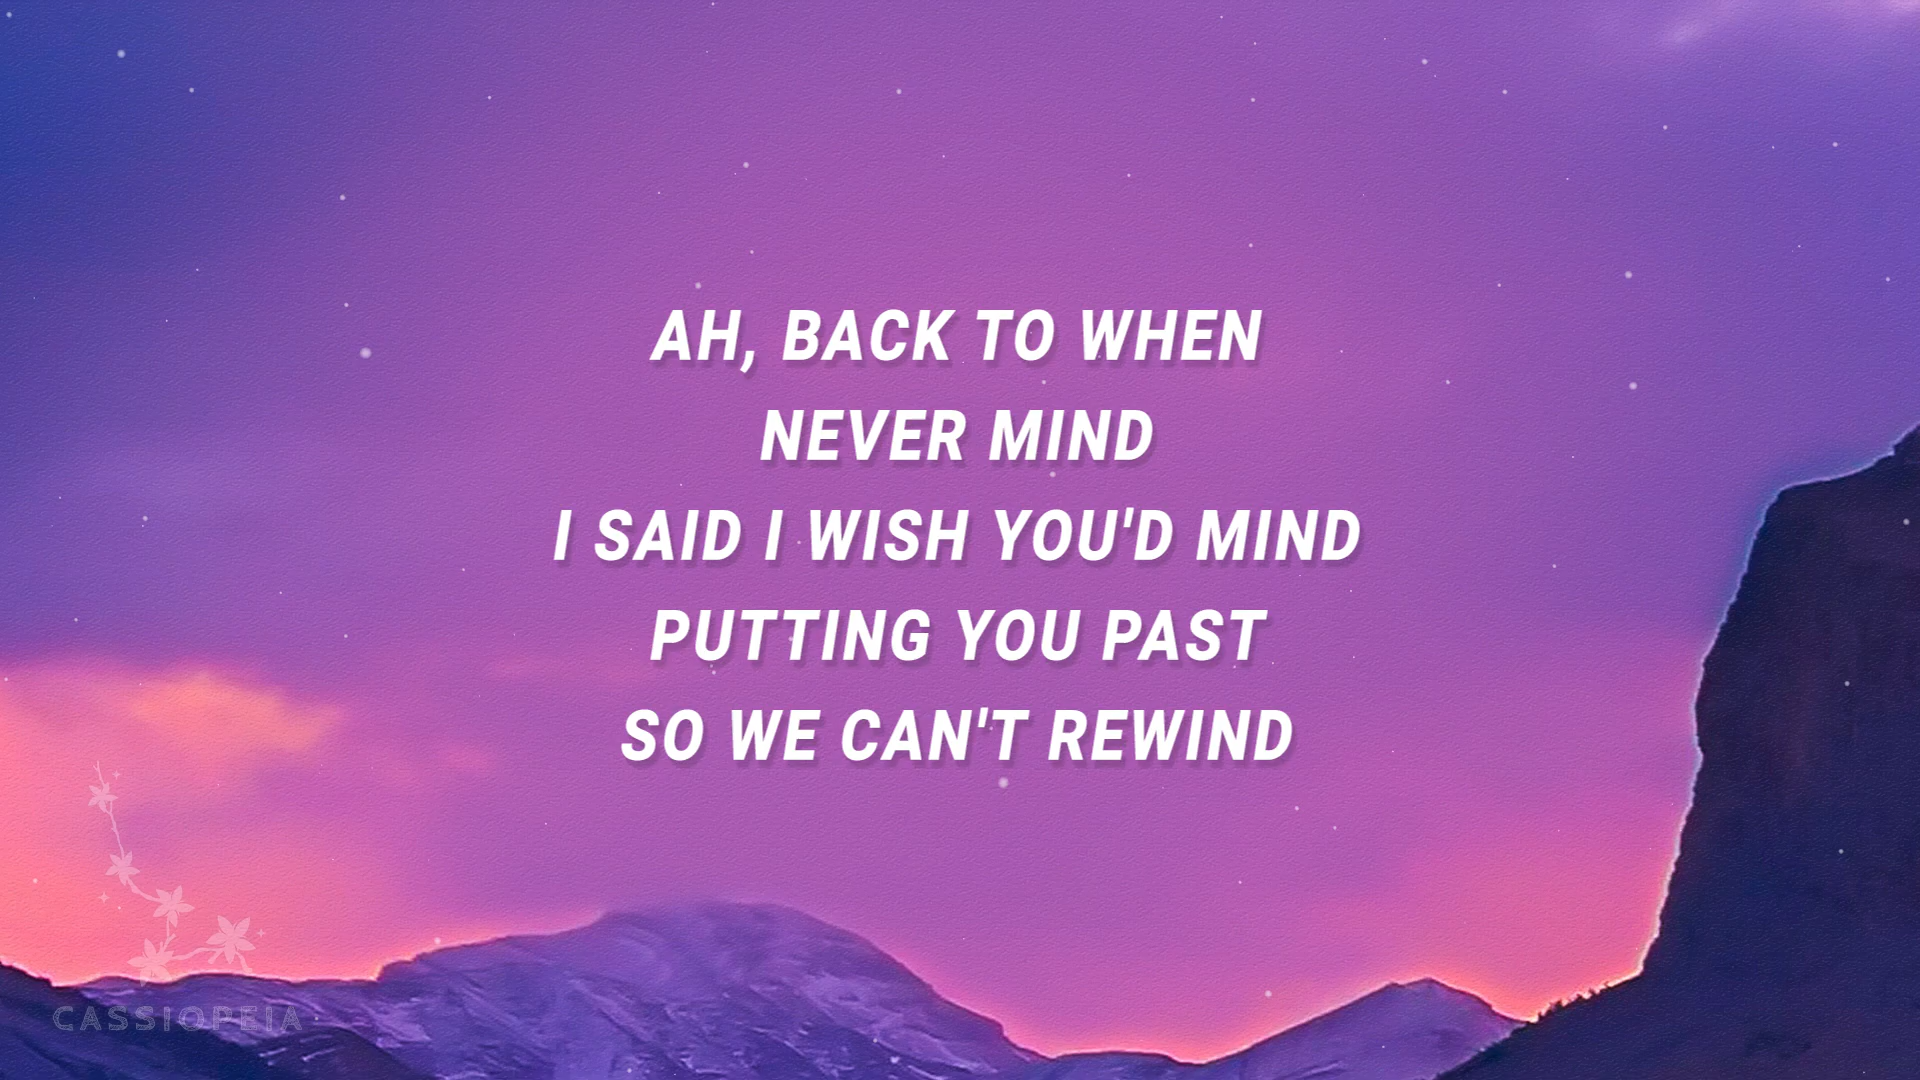 AH, BACK TO WHEN
NEVER MIND
I SAID I WISH YOU'D MIND
PUTTING YOU PAST
SO WE CAN'T REWIND
CASSIOPEIA